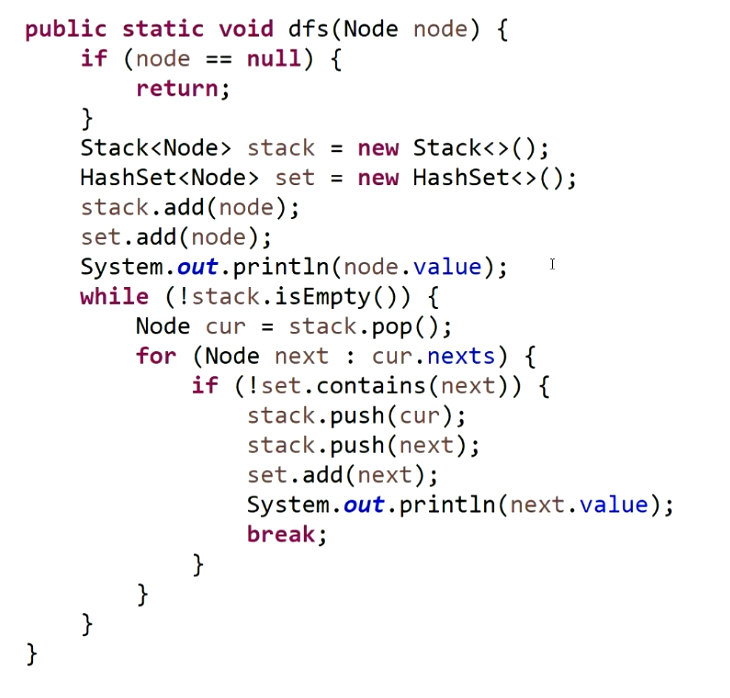 public static void dfs(Node node) {
    if (node == null) {
        return;
    }
    Stack<Node> stack = new Stack<>();
    HashSet<Node> set = new HashSet<>();
    stack.add(node);
    set.add(node);
    System.out.println(node.value);
    while (!stack.isEmpty()) {
        Node cur = stack.pop();
        for (Node next : cur.nexts) {
            if (!set.contains(next)) {
                stack.push(cur);
                stack.push(next);
                set.add(next);
                System.out.println(next.value);
                break;
            }
        }
    }
}